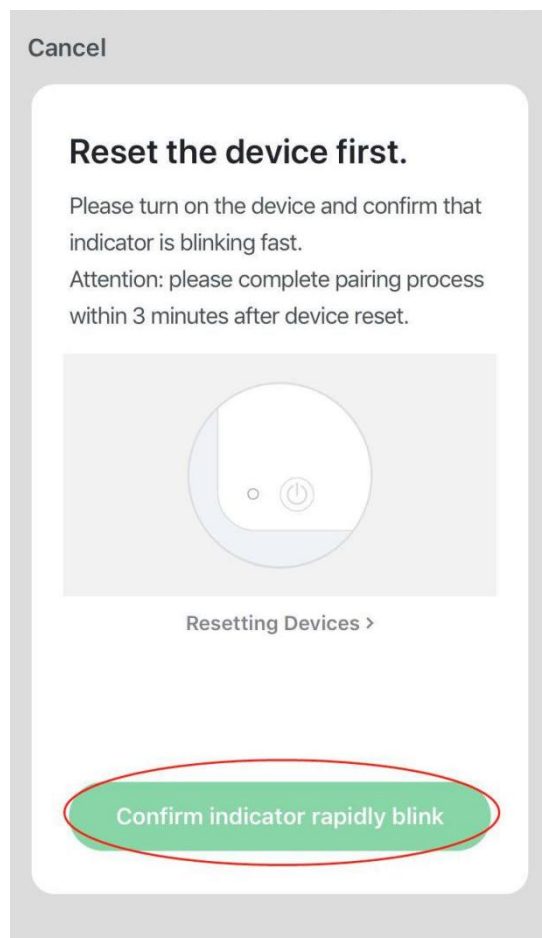 Cancel
Reset the device first.
Please turn on the device and confirm that
indicator is blinking fast.
Attention: please complete pairing process
within 3 minutes after device reset.
Resetting Devices >
Confirm indicator rapidly blink